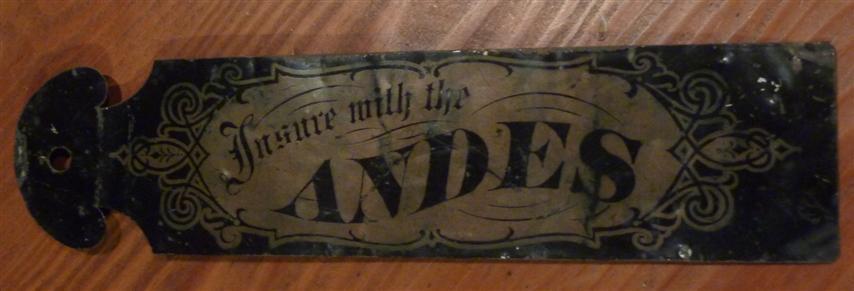 Insure with the
ANDES